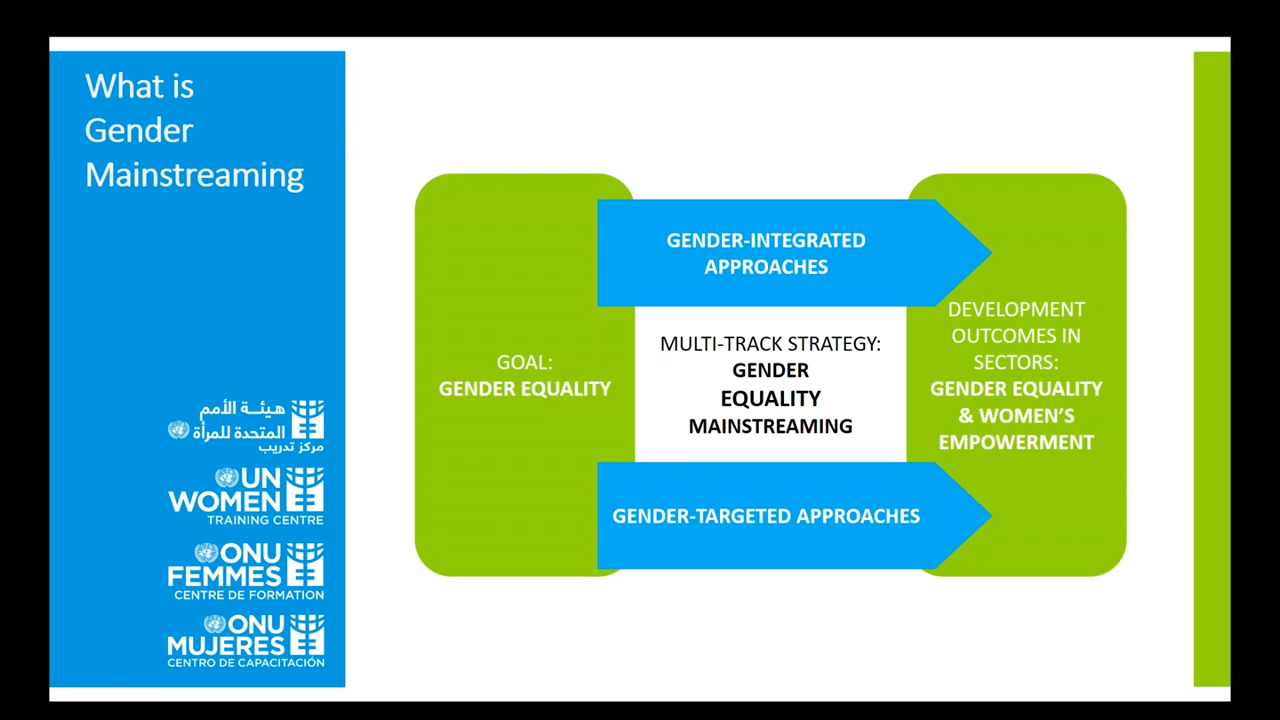 What is
Gender
Mainstreaming
GENDER-INTEGRATED
APPROACHES
GOAL:
GENDER EQUALITY
MULTI-TRACK STRATEGY:
GENDER
EQUALITY
MAINSTREAMING
DEVELOPMENT
OUTCOMES IN
SECTORS:
GENDER EQUALITY
& WOMEN’S
EMPOWERMENT
GENDER-TARGETED APPROACHES
هيئة الأمم
المتحدة للمرأة
مركز تدريب
UN
WOMEN
TRAINING CENTRE
ONU
FEMMES
CENTRE DE FORMATION
ONU
MUJERES
CENTRO DE CAPACITACIÓN